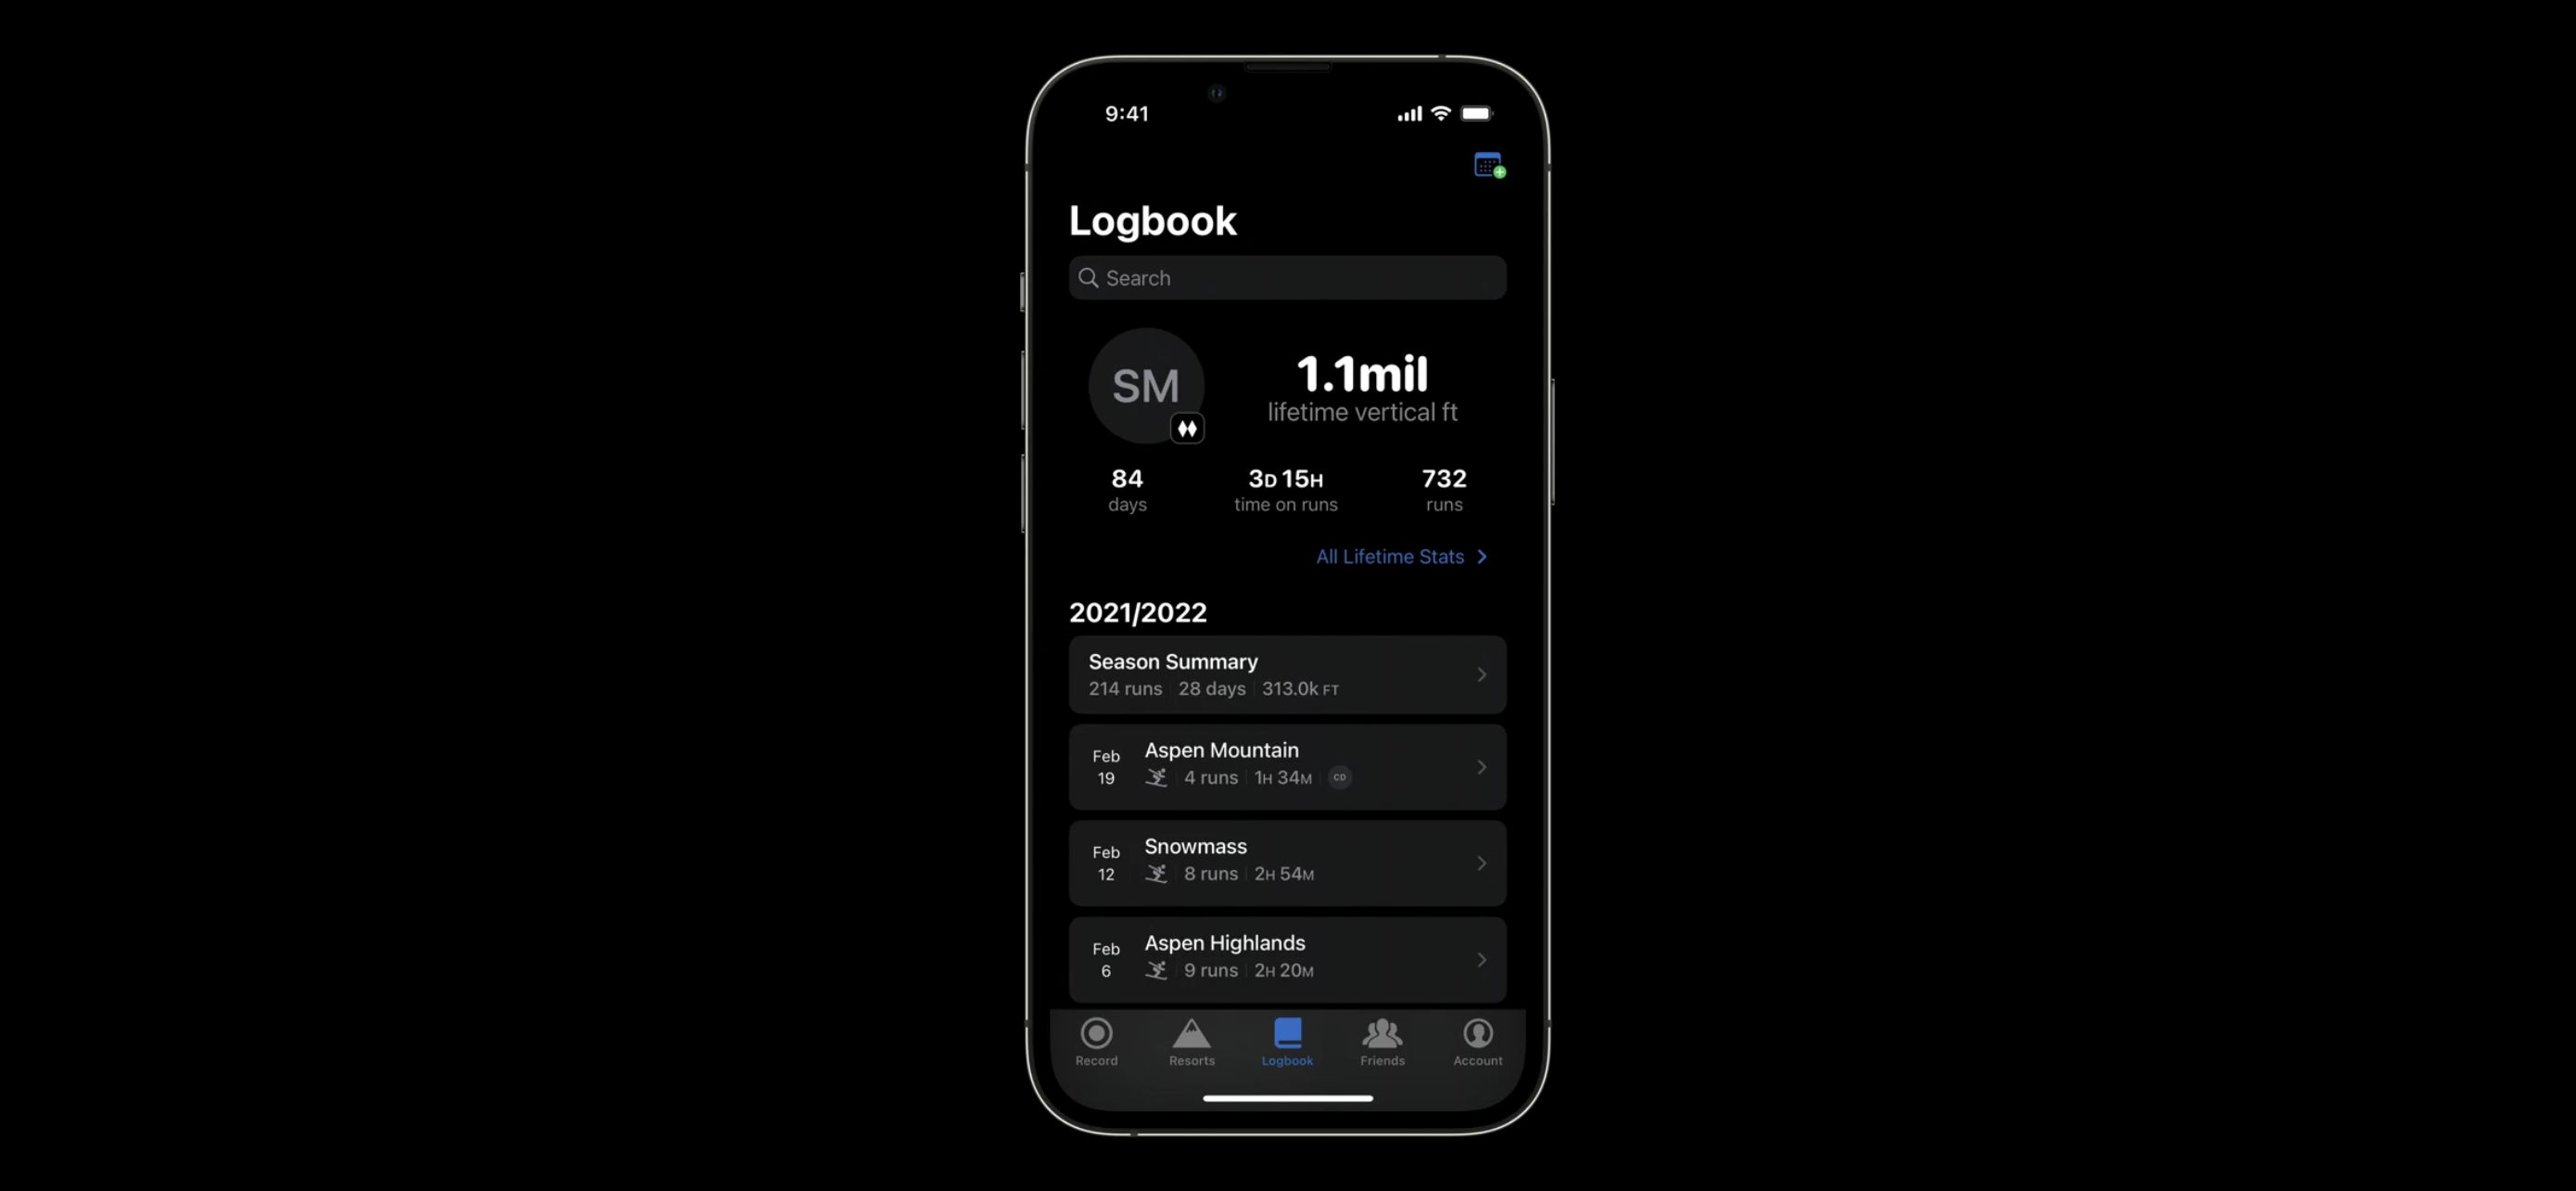 9:41
Logbook
Search
SM
1.1mil
lifetime vertical ft
84
days
3D 15H
time on runs
732
runs
All Lifetime Stats
2021/2022
Season Summary
214 runs 28 days 313.0k FT
Feb
19
Aspen Mountain
4 runs 1H 34M CD
Feb
12
Snowmass
8 runs 2H 54M
Feb
6
Aspen Highlands
9 runs 2H 20M
Record Resorts Logbook Friends Account